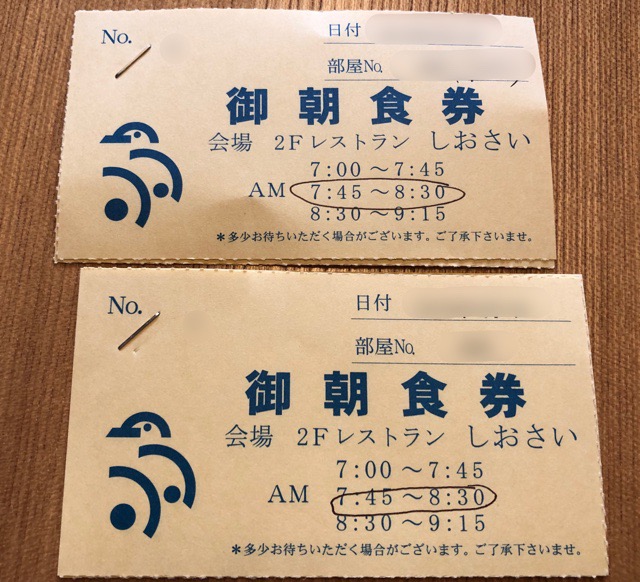 No.
日付
部屋No.
御朝食券
会場 2Fレストラン しおさい
7:00～7:45
AM 7:45～8:30
8:30～9:15
＊多少お待ちいただく場合がございます。ご了承下さいませ。
No.
日付
部屋No.
御朝食券
会場 2Fレストラン しおさい
7:00～7:45
AM 7:45～8:30
8:30～9:15
＊多少お待ちいただく場合がございます。ご了承下さいませ。